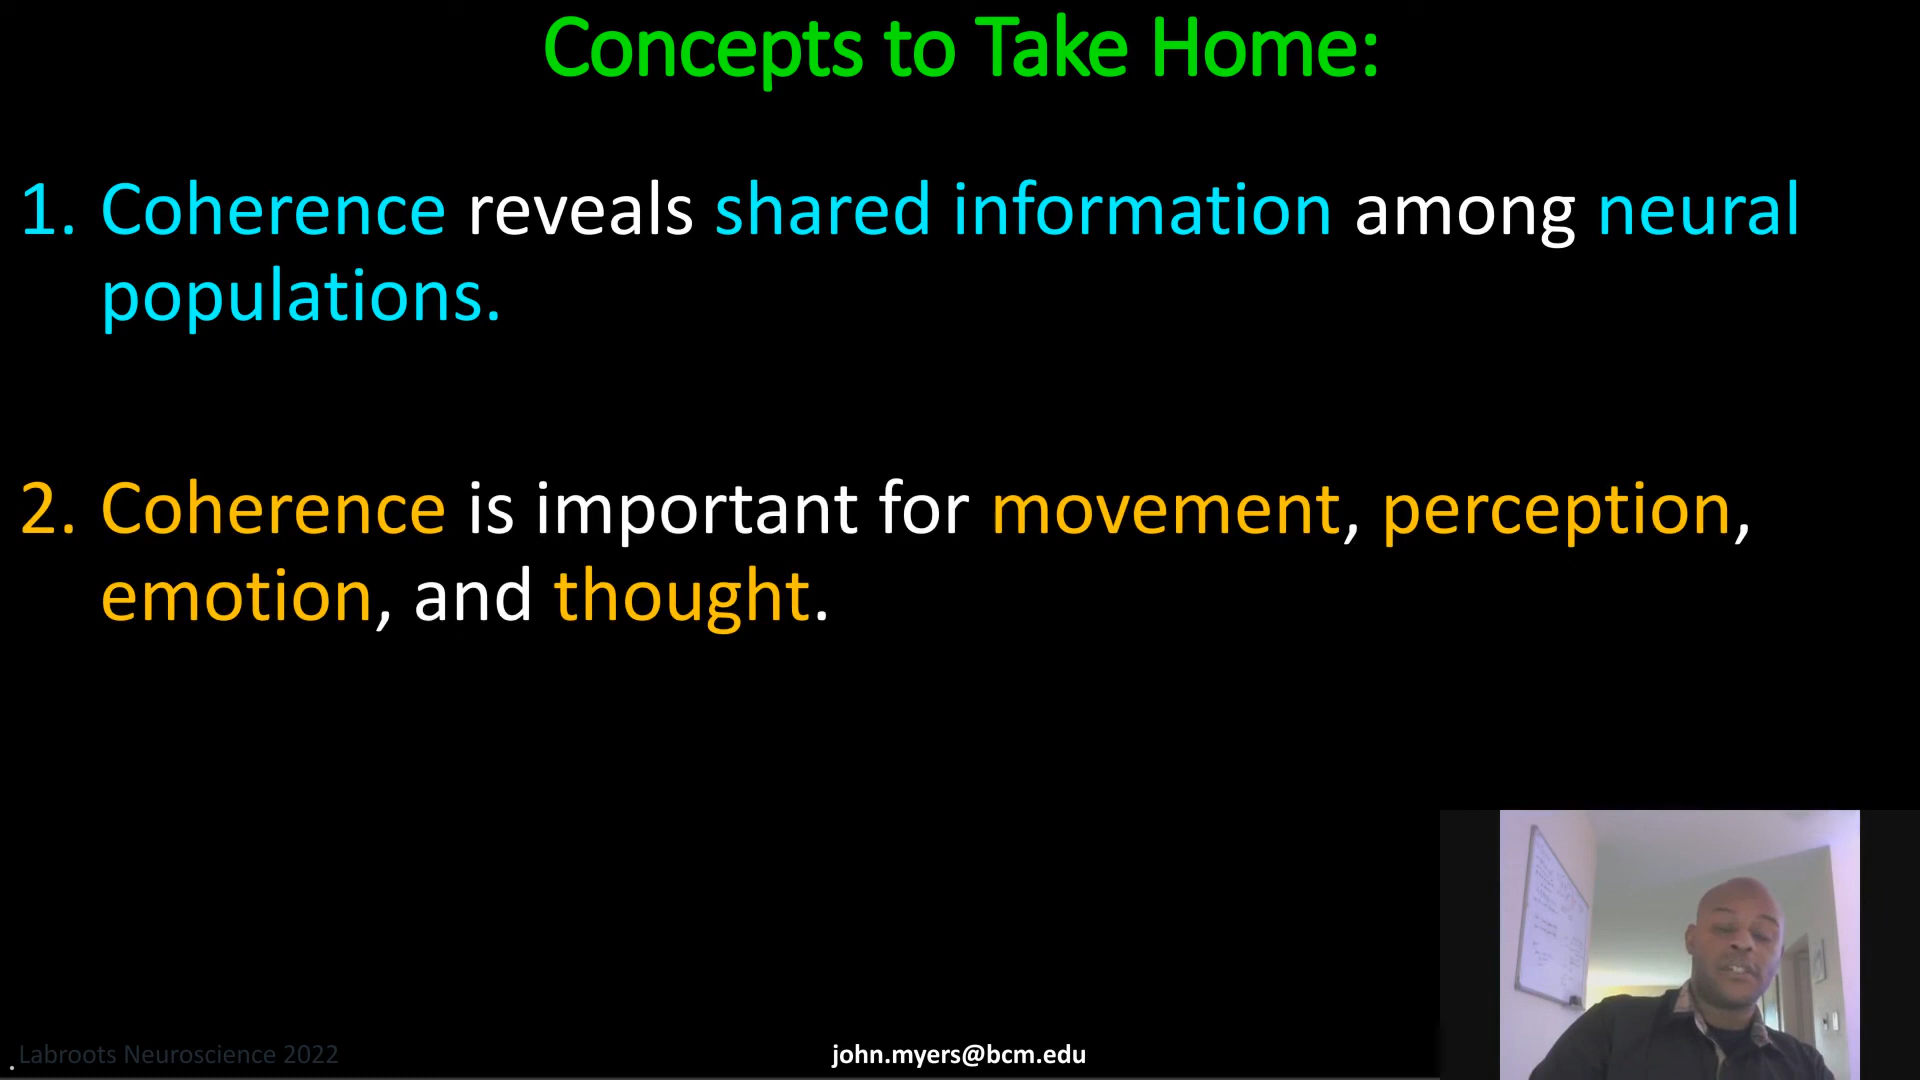 Concepts to Take Home:
1. Coherence reveals shared information among neural
populations.
2. Coherence is important for movement, perception,
emotion, and thought.
Labroots Neuroscience 2022
john.myers@bcm.edu